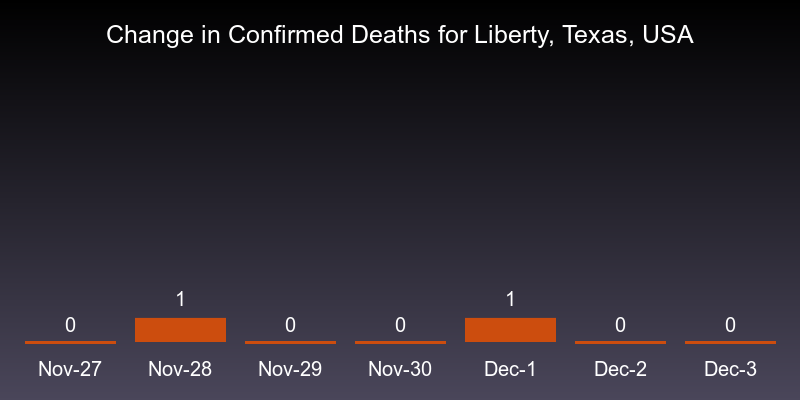 Change in Confirmed Deaths for Liberty, Texas, USA
0 1 0 0 1 0 0
Nov-27 Nov-28 Nov-29 Nov-30 Dec-1 Dec-2 Dec-3